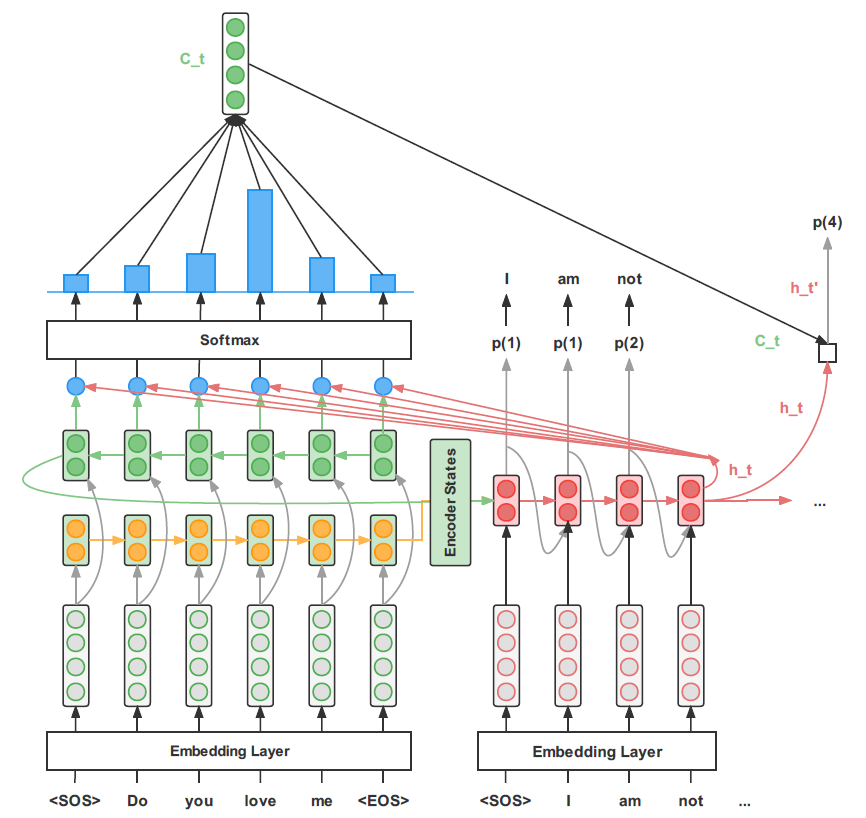 C_t
p(4)
I am not
h_t'
Softmax
p(1) p(1) p(2)
C_t
h_t
h_t
Encoder States
...
Embedding Layer
Embedding Layer
<SOS> Do you love me <EOS>
<SOS> I am not ...